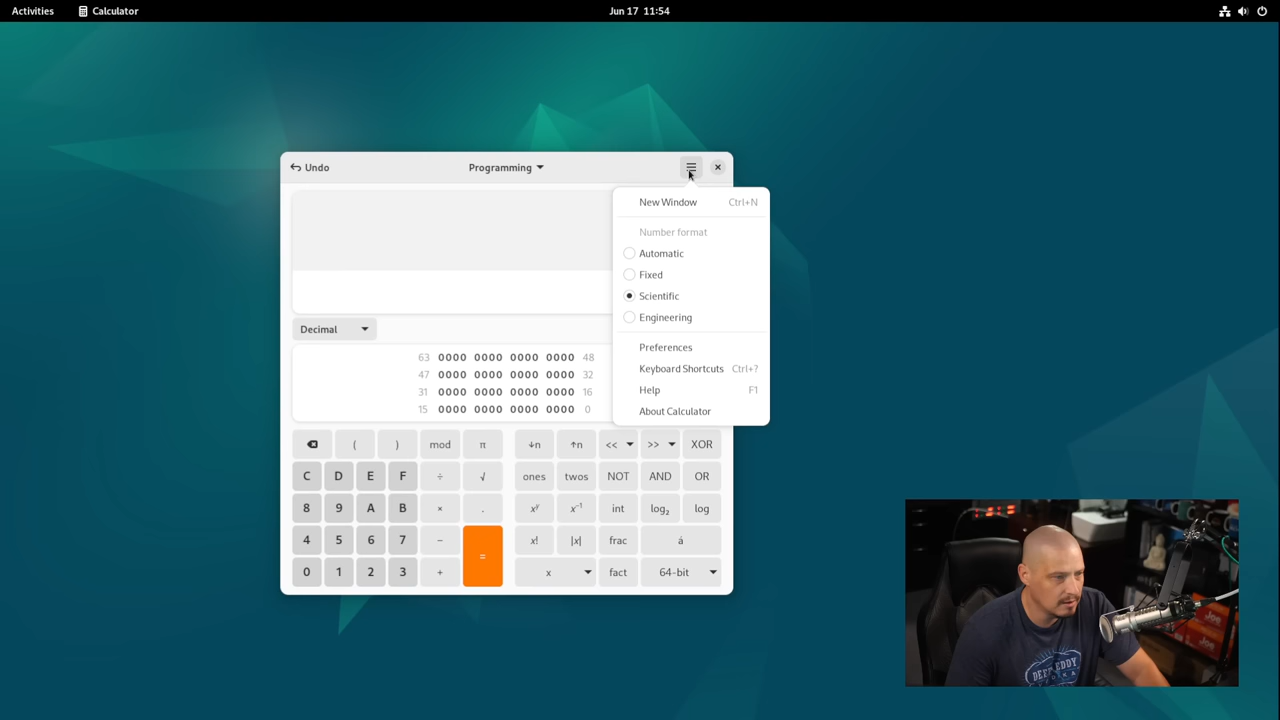 Activities Calculator Jun 17 11:54
Undo Programming
New Window Ctrl+N
Number format
Automatic
Fixed
Scientific
Engineering
Preferences
Keyboard Shortcuts Ctrl+?
Help F1
About Calculator
Decimal
63 0000 0000 0000 0000 48
47 0000 0000 0000 0000 32
31 0000 0000 0000 0000 16
15 0000 0000 0000 0000 0
( ) mod π ↓n ↑n << >> XOR
C D E F ÷ √ ones twos NOT AND OR
8 9 A B × . xʸ x⁻¹ int log₂ log
4 5 6 7 − = x! |x| frac á
0 1 2 3 + x fact 64-bit
DEEP EDDY
VODKA